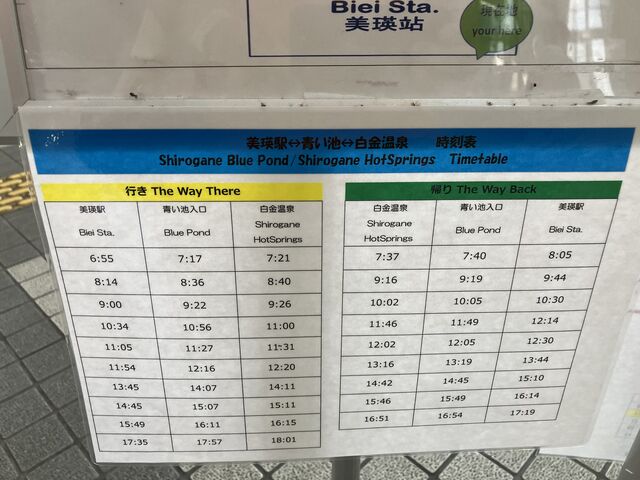 Biei Sta.
美瑛站
現在地
your here
美瑛駅↔青い池↔白金温泉 時刻表
Shirogane Blue Pond/Shirogane HotSprings Timetable
行き The Way There
美瑛駅 青い池入口 白金温泉
Biei Sta. Blue Pond Shirogane HotSprings
6:55 7:17 7:21
8:14 8:36 8:40
9:00 9:22 9:26
10:34 10:56 11:00
11:05 11:27 11:31
11:54 12:16 12:20
13:45 14:07 14:11
14:45 15:07 15:11
15:49 16:11 16:15
17:35 17:57 18:01
帰り The Way Back
白金温泉 青い池入口 美瑛駅
Shirogane HotSprings Blue Pond Biei Sta.
7:37 7:40 8:05
9:16 9:19 9:44
10:02 10:05 10:30
11:46 11:49 12:14
12:02 12:05 12:30
13:16 13:19 13:44
14:42 14:45 15:10
15:46 15:49 16:14
16:51 16:54 17:19